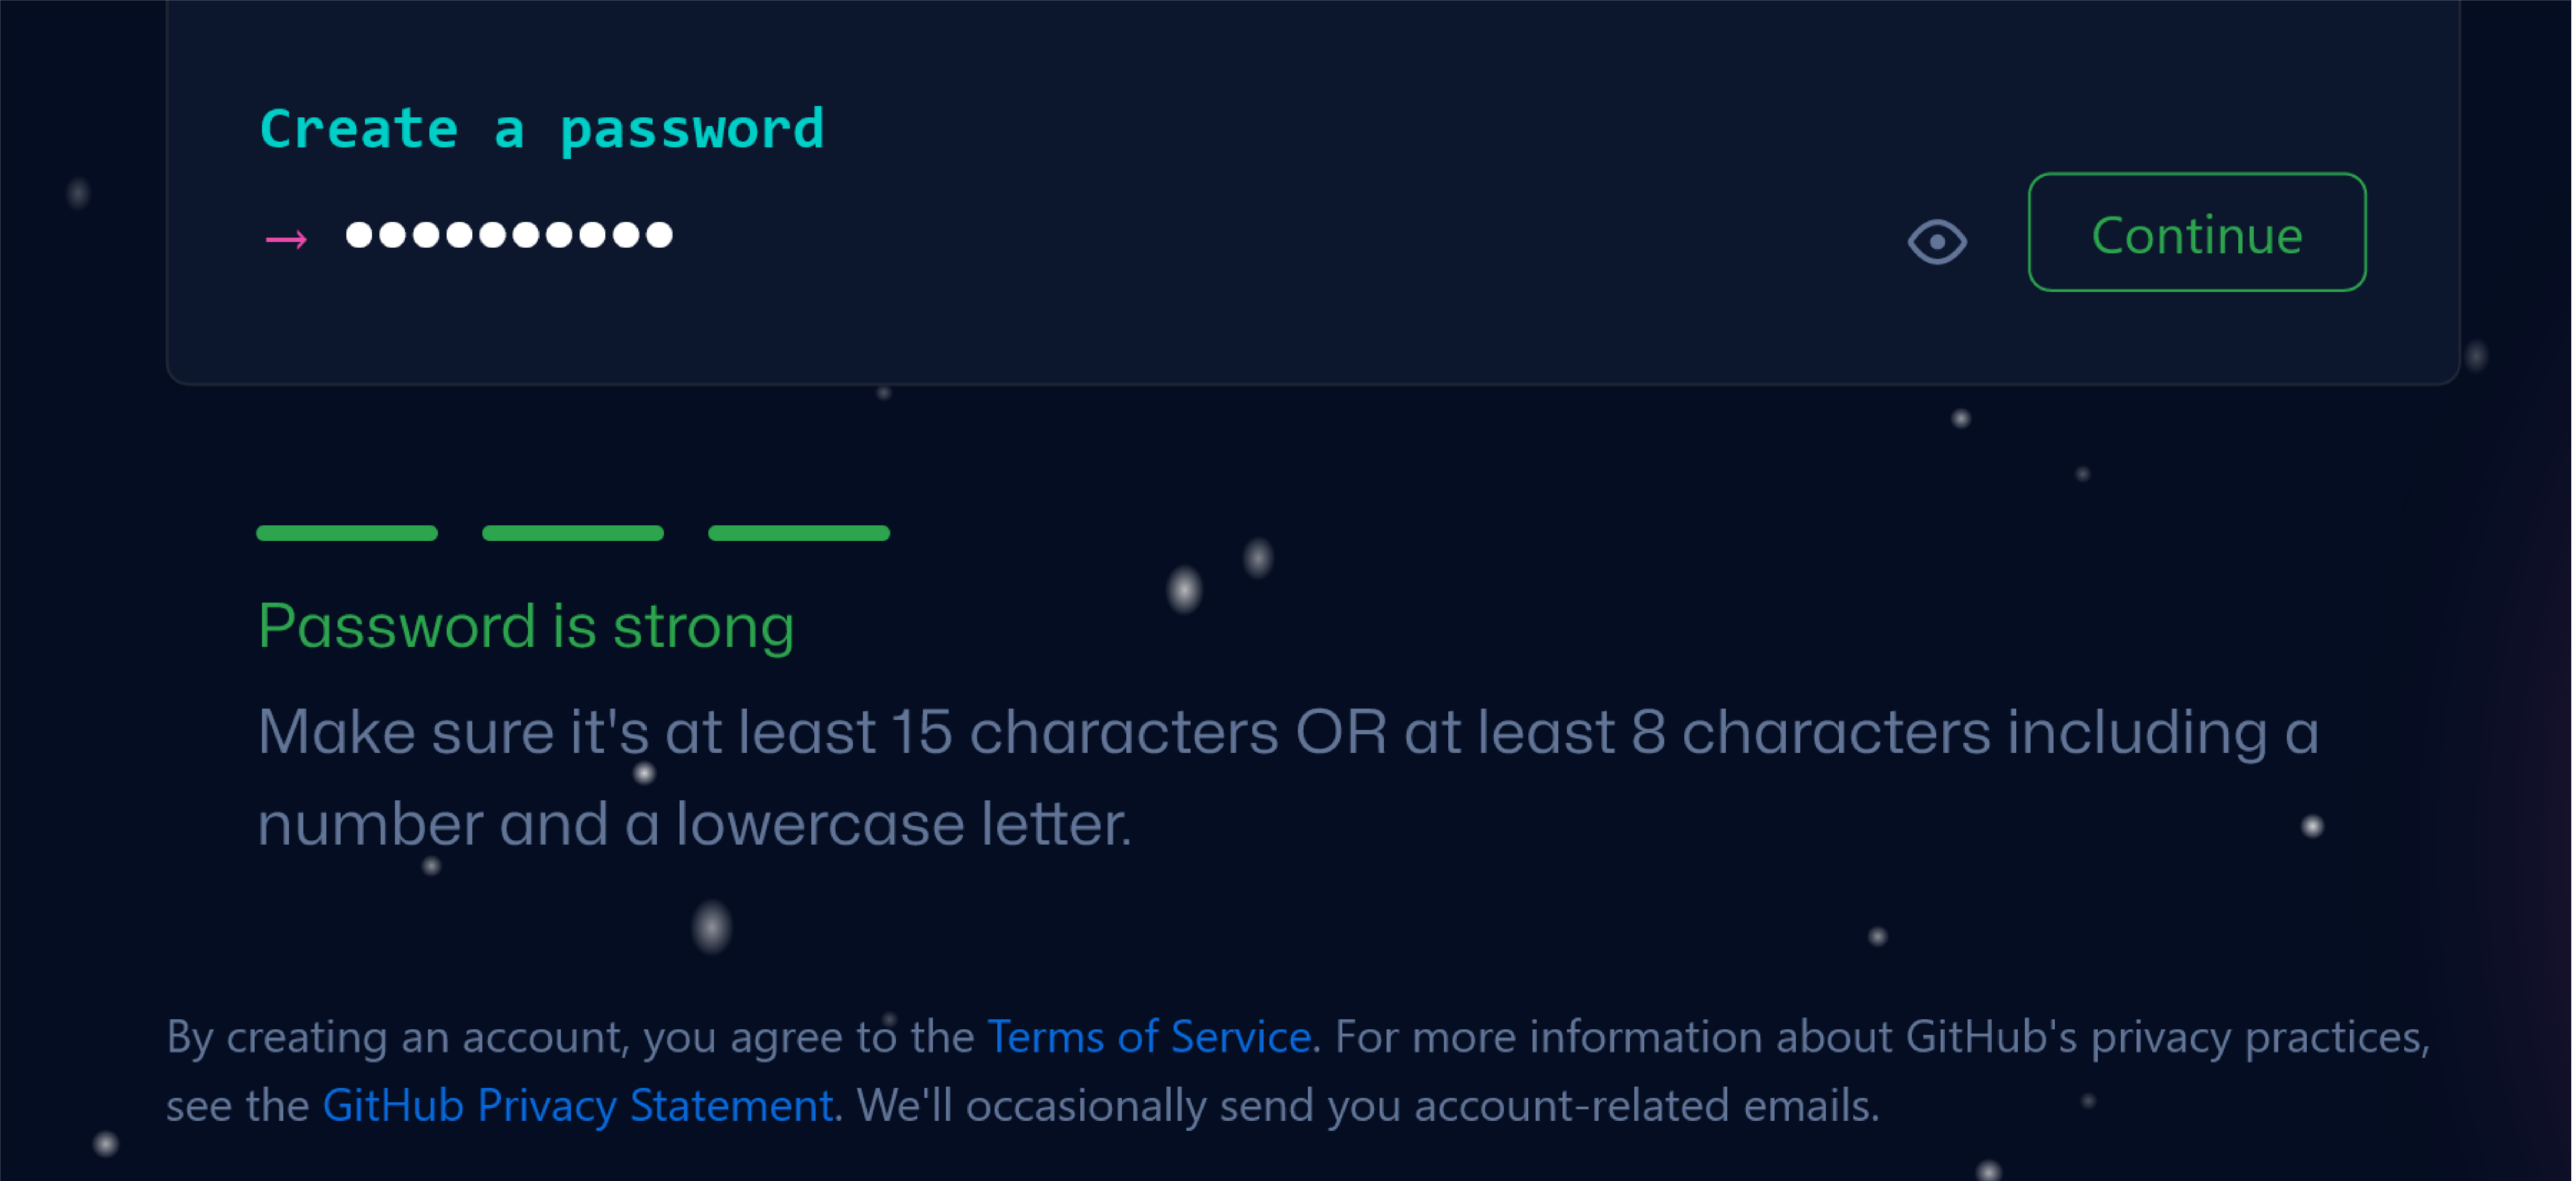 Create a password
→ ●●●●●●●●●●
Continue
Password is strong
Make sure it's at least 15 characters OR at least 8 characters including a
number and a lowercase letter.
By creating an account, you agree to the Terms of Service. For more information about GitHub's privacy practices,
see the GitHub Privacy Statement. We'll occasionally send you account-related emails.